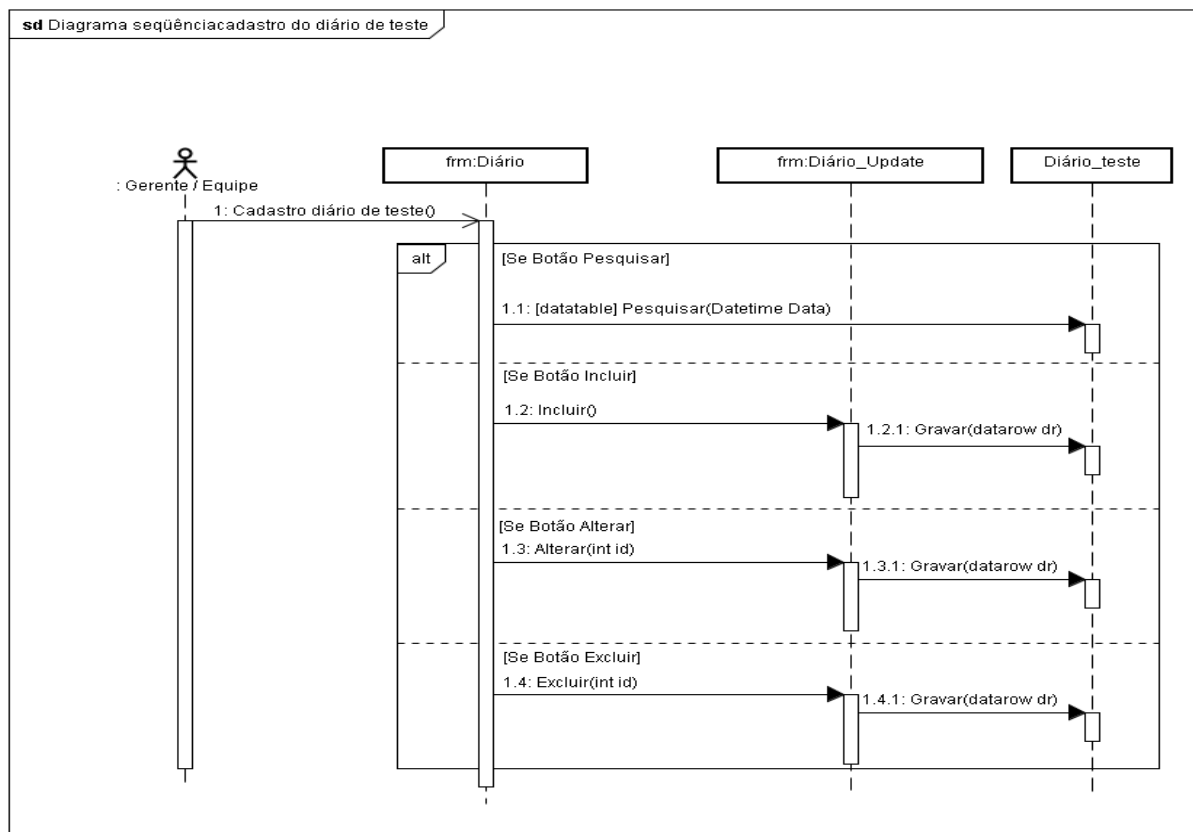 sd Diagrama seqüênciacadastro do diário de teste
: Gerente / Equipe
frm:Diário
frm:Diário_Update
Diário_teste
1: Cadastro diário de teste()
alt
[Se Botão Pesquisar]
1.1: [datatable] Pesquisar(Datetime Data)
[Se Botão Incluir]
1.2: Incluir()
1.2.1: Gravar(datarow dr)
[Se Botão Alterar]
1.3: Alterar(int id)
1.3.1: Gravar(datarow dr)
[Se Botão Excluir]
1.4: Excluir(int id)
1.4.1: Gravar(datarow dr)